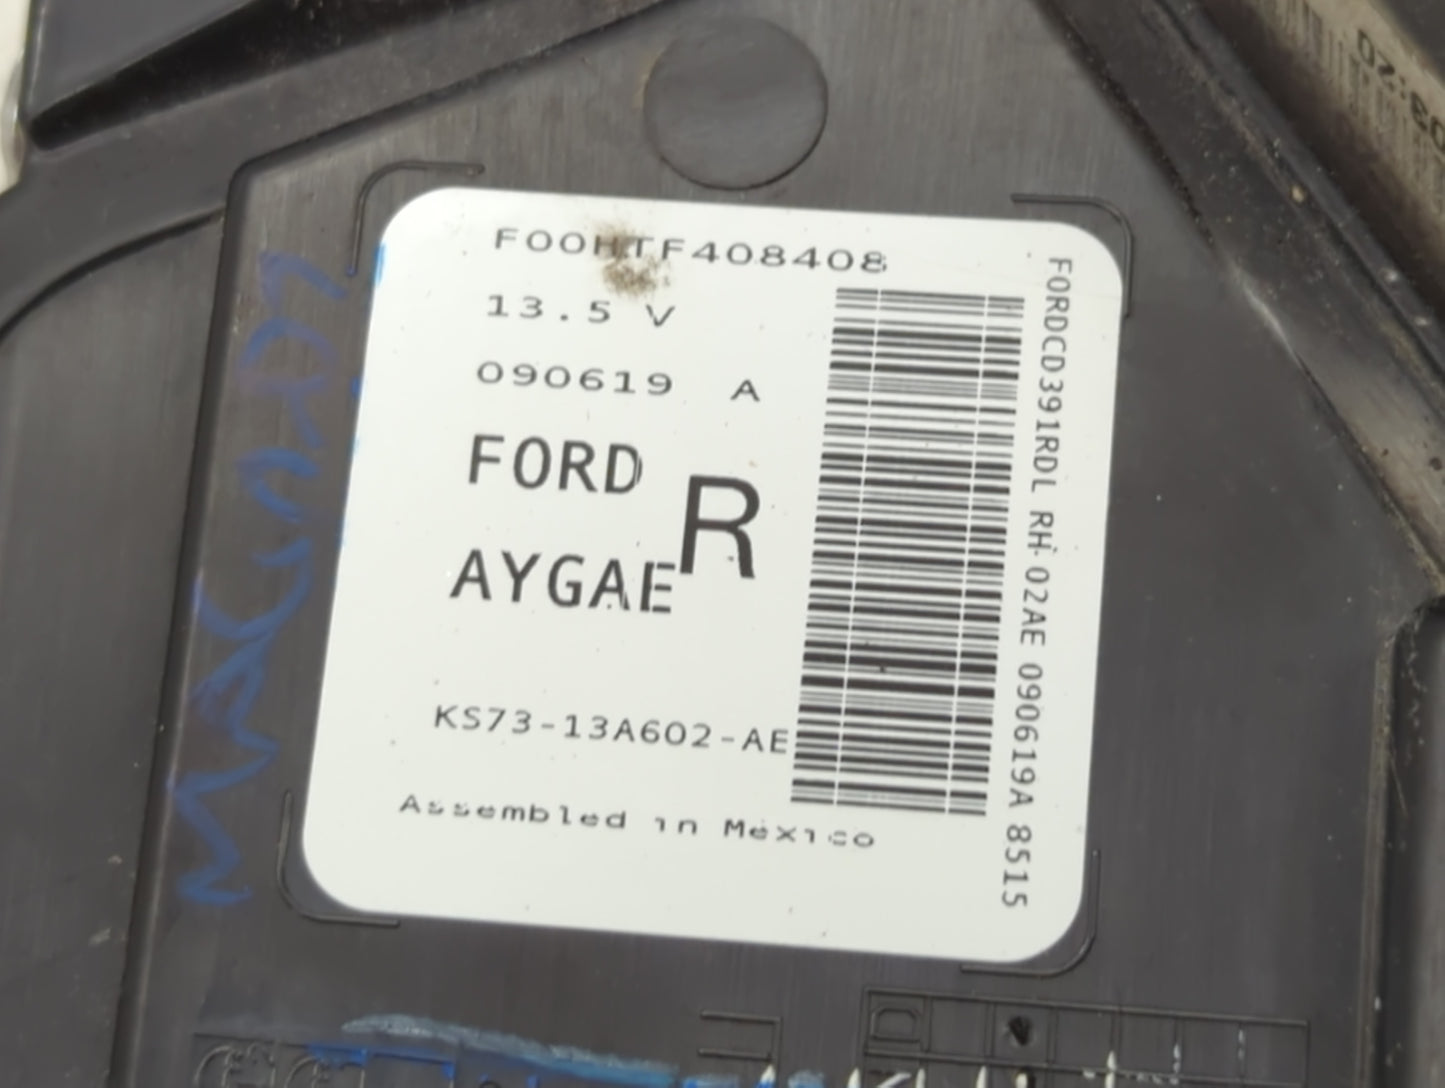 F00HTF408408
13.5 V
090619 A
FORD
R
AYGAE
KS73-13A602-AE
Assembled in Mexico
FORDCD391RDL RH 02AE 090619A 8515